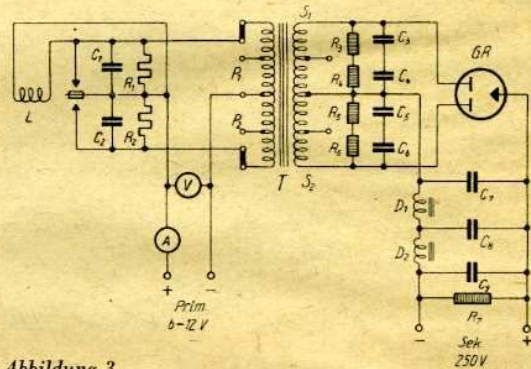 S1
C1
R1
P1
R3
C3
GR
R4
C4
L
C2
R2
P2
R5
C5
R6
C6
V
T
S2
D1
C7
A
D2
C8
+ -
C9
Prim
6-12 V
R7
- +
Sek
250V
Abbildung 3